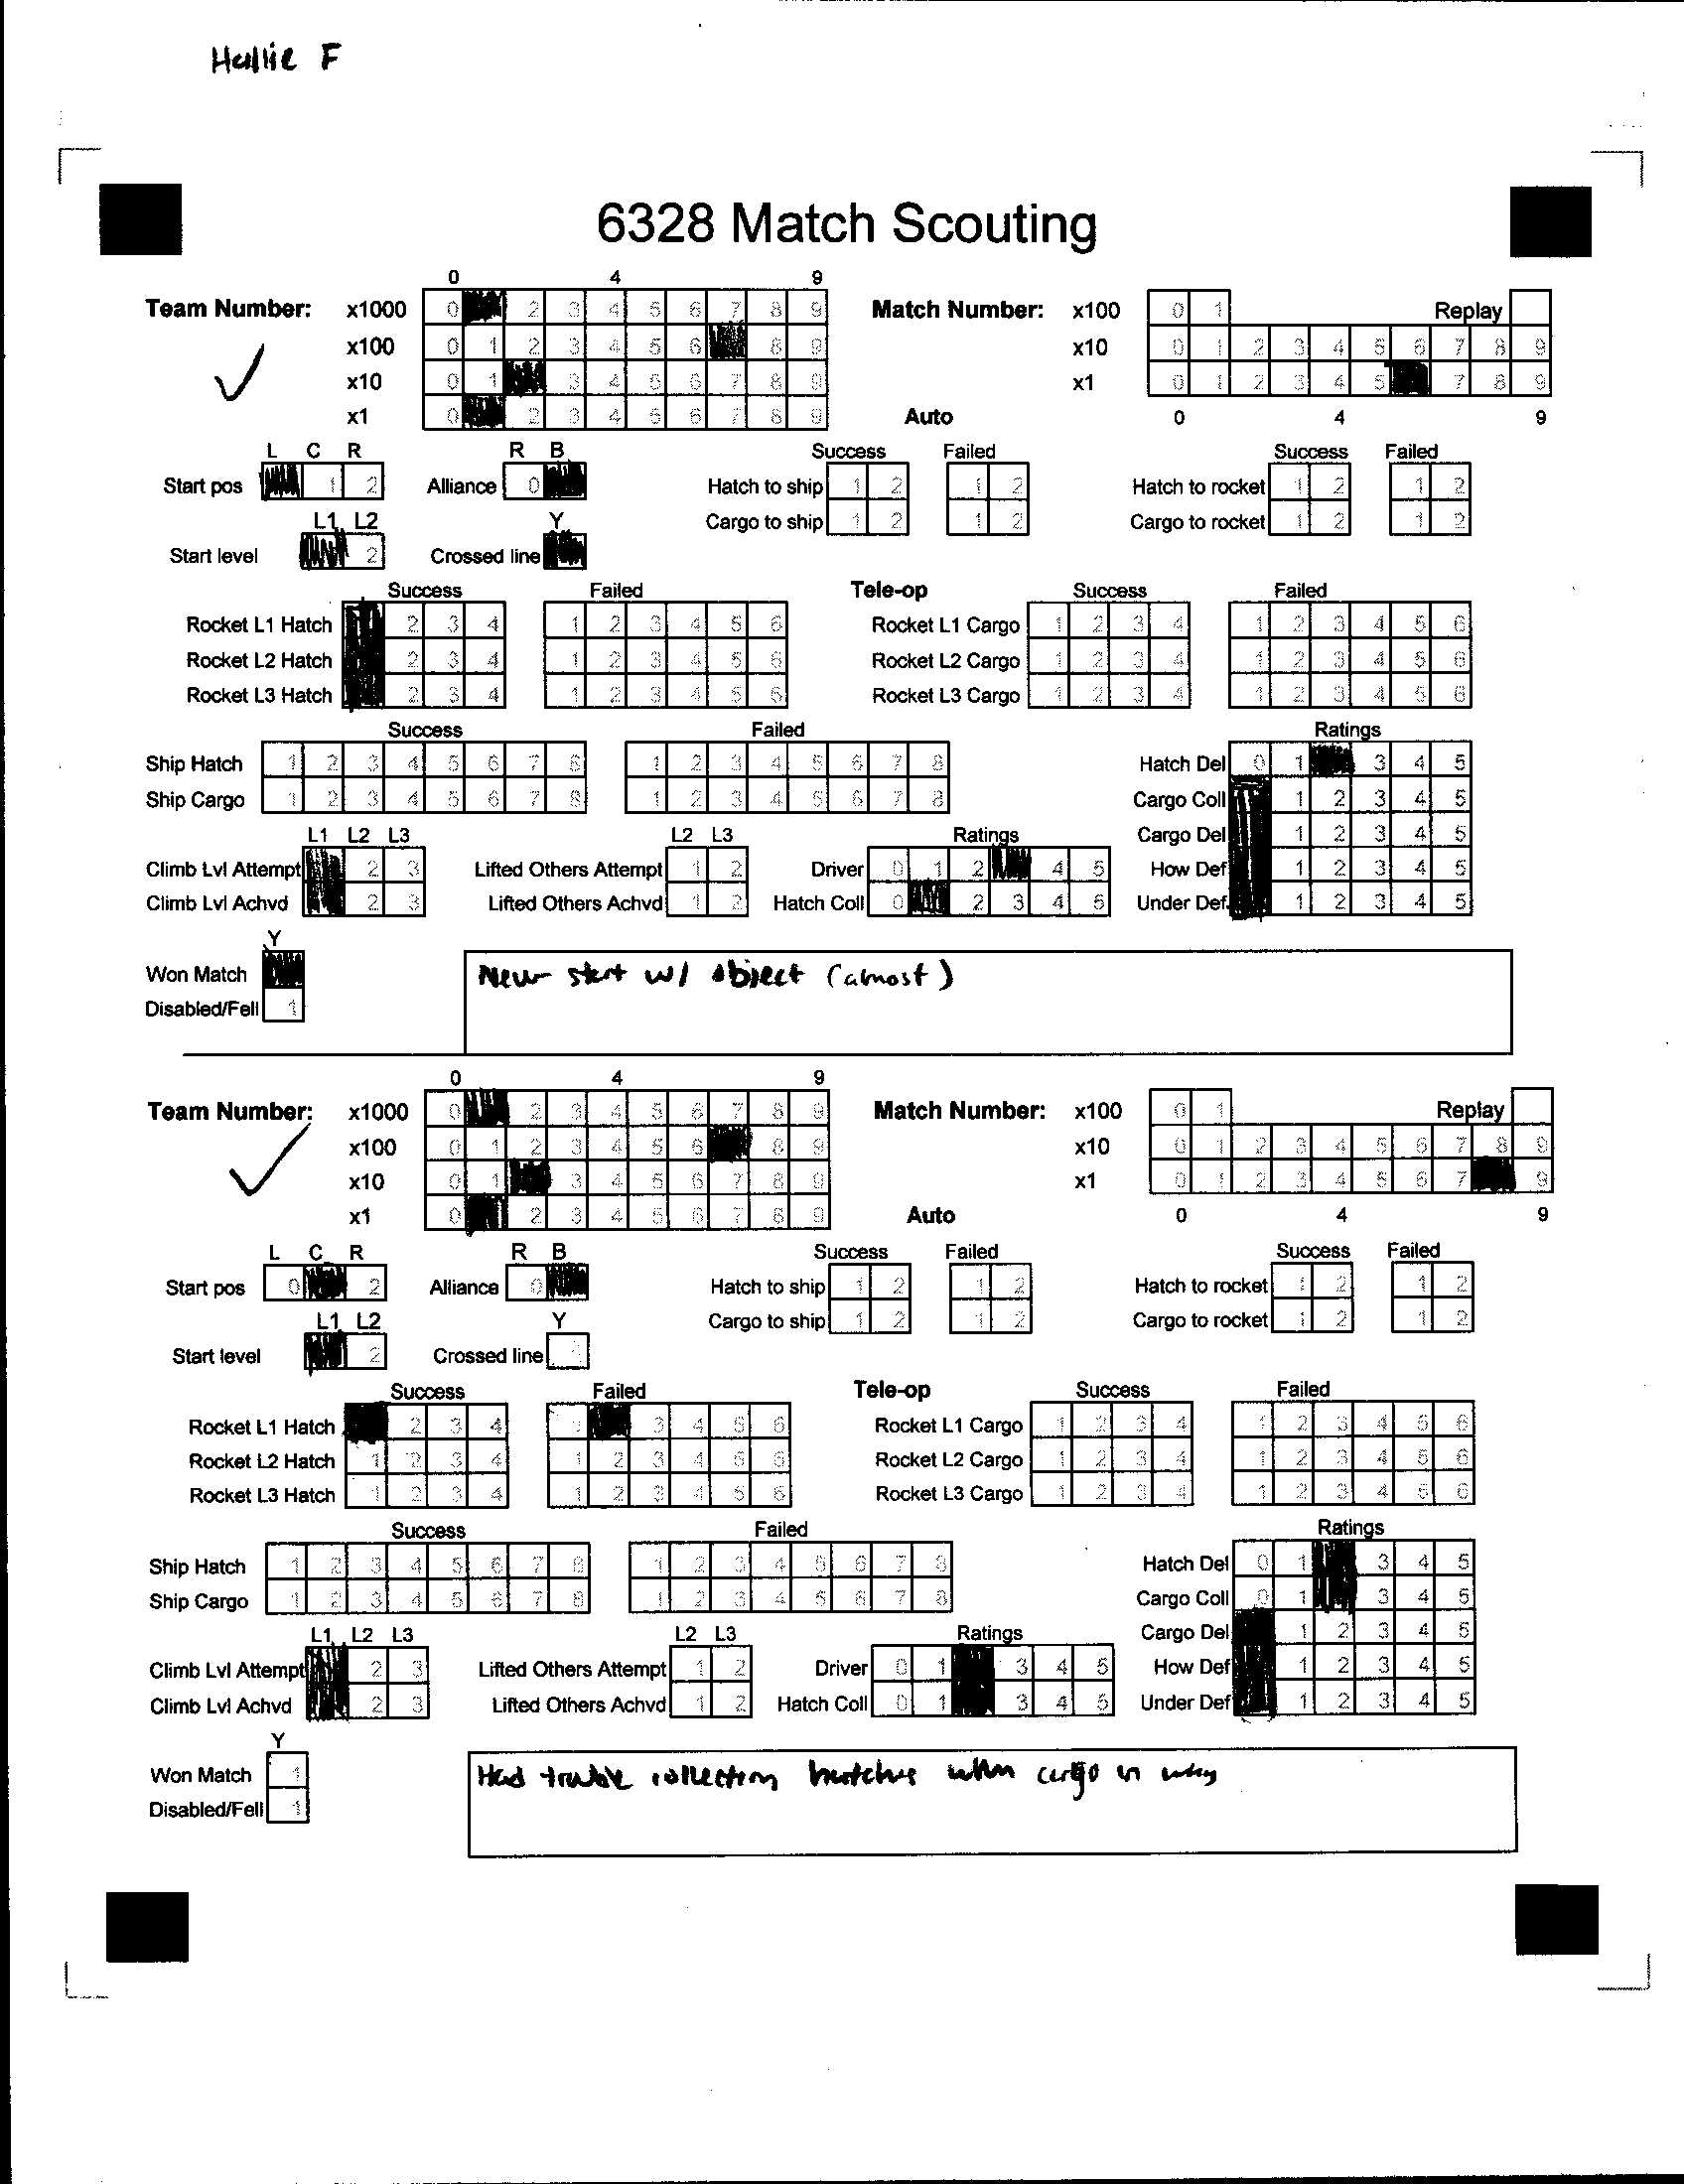 Hallie F
6328 Match Scouting
0 4 9
Team Number: x1000 0 2 3 4 5 6 7 8 9 Match Number: x100 0 1 Replay
x100 0 1 2 3 4 5 6 8 9 x10 0 1 2 3 4 5 6 7 8 9
x10 0 1 3 4 5 6 7 8 9 x1 0 1 2 3 4 5 7 8 9
x1 0 2 3 4 5 6 7 8 9 Auto 0 4 9
L C R R B Success Failed Success Failed
Start pos 1 2 Alliance 0 Hatch to ship 1 2 1 2 Hatch to rocket 1 2 1 2
L1 L2 Y Cargo to ship 1 2 1 2 Cargo to rocket 1 2 1 2
Start level 2 Crossed line
Success Failed Tele-op Success Failed
Rocket L1 Hatch 2 3 4 1 2 3 4 5 6 Rocket L1 Cargo 1 2 3 4 1 2 3 4 5 6
Rocket L2 Hatch 2 3 4 1 2 3 4 5 6 Rocket L2 Cargo 1 2 3 4 1 2 3 4 5 6
Rocket L3 Hatch 2 3 4 1 2 3 4 5 6 Rocket L3 Cargo 1 2 3 4 1 2 3 4 5 6
Success Failed Ratings
Ship Hatch 1 2 3 4 5 6 7 8 1 2 3 4 5 6 7 8 Hatch Del 0 1 3 4 5
Ship Cargo 1 2 3 4 5 6 7 8 1 2 3 4 5 6 7 8 Cargo Coll 1 2 3 4 5
L1 L2 L3 L2 L3 Ratings Cargo Del 1 2 3 4 5
Climb Lvl Attempt 2 3 Lifted Others Attempt 1 2 Driver 0 1 2 4 5 How Def 1 2 3 4 5
Climb Lvl Achvd 2 3 Lifted Others Achvd 1 2 Hatch Coll 0 2 3 4 5 Under Def. 1 2 3 4 5
Y
Won Match New start w/ object (almost)
Disabled/Fell 1
0 4 9
Team Number: x1000 0 2 3 4 5 6 7 8 9 Match Number: x100 0 1 Replay
x100 0 1 2 3 4 5 6 8 9 x10 0 1 2 3 4 5 6 7 8 9
x10 0 1 3 4 5 6 7 8 9 x1 0 1 2 3 4 5 6 7 9
x1 0 2 3 4 5 6 7 8 9 Auto 0 4 9
L C R R B Success Failed Success Failed
Start pos 0 2 Alliance 0 Hatch to ship 1 2 1 2 Hatch to rocket 1 2 1 2
L1 L2 Y Cargo to ship 1 2 1 2 Cargo to rocket 1 2 1 2
Start level 2 Crossed line
Success Failed Tele-op Success Failed
Rocket L1 Hatch 2 3 4 1 3 4 5 6 Rocket L1 Cargo 1 2 3 4 1 2 3 4 5 6
Rocket L2 Hatch 1 2 3 4 1 2 3 4 5 6 Rocket L2 Cargo 1 2 3 4 1 2 3 4 5 6
Rocket L3 Hatch 1 2 3 4 1 2 3 4 5 6 Rocket L3 Cargo 1 2 3 4 1 2 3 4 5 6
Success Failed Ratings
Ship Hatch 1 2 3 4 5 6 7 8 1 2 3 4 5 6 7 8 Hatch Del 0 1 3 4 5
Ship Cargo 1 2 3 4 5 6 7 8 1 2 3 4 5 6 7 8 Cargo Coll 0 1 3 4 5
L1 L2 L3 L2 L3 Ratings Cargo Del 1 2 3 4 5
Climb Lvl Attempt 2 3 Lifted Others Attempt 1 2 Driver 0 1 3 4 5 How Def 1 2 3 4 5
Climb Lvl Achvd 2 3 Lifted Others Achvd 1 2 Hatch Coll 0 1 3 4 5 Under Def 1 2 3 4 5
Y
Won Match 1 Had trouble collecting hatches when cargo in way
Disabled/Fell 1